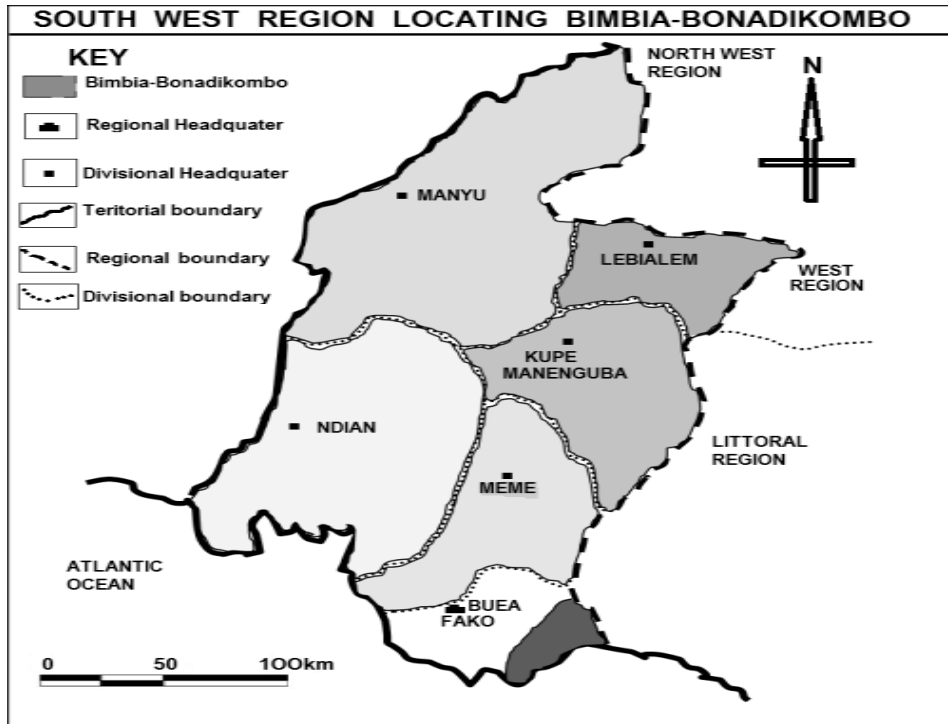 SOUTH WEST REGION LOCATING BIMBIA-BONADIKOMBO
KEY
Bimbia-Bonadikombo
Regional Headquater
Divisional Headquater
Teritorial boundary
Regional boundary
Divisional boundary
NORTH WEST
REGION
N
MANYU
LEBIALEM
WEST
REGION
KUPE
MANENGUBA
NDIAN
LITTORAL
REGION
MEME
ATLANTIC
OCEAN
BUEA
FAKO
0 50 100km